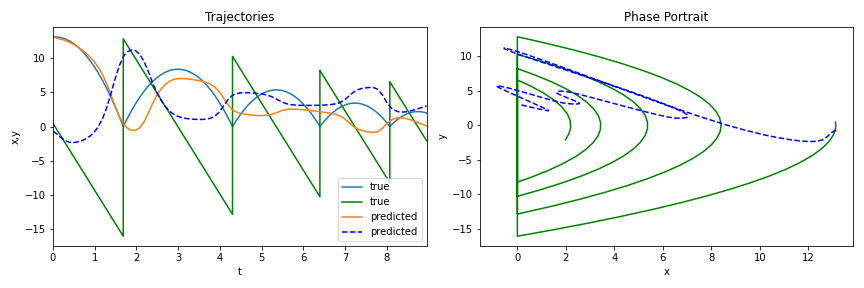 Trajectories
x,y
10
5
0
−5
−10
−15
0 1 2 3 4 5 6 7 8
t
true
true
predicted
predicted
Phase Portrait
y
10
5
0
−5
−10
−15
0 2 4 6 8 10 12
x